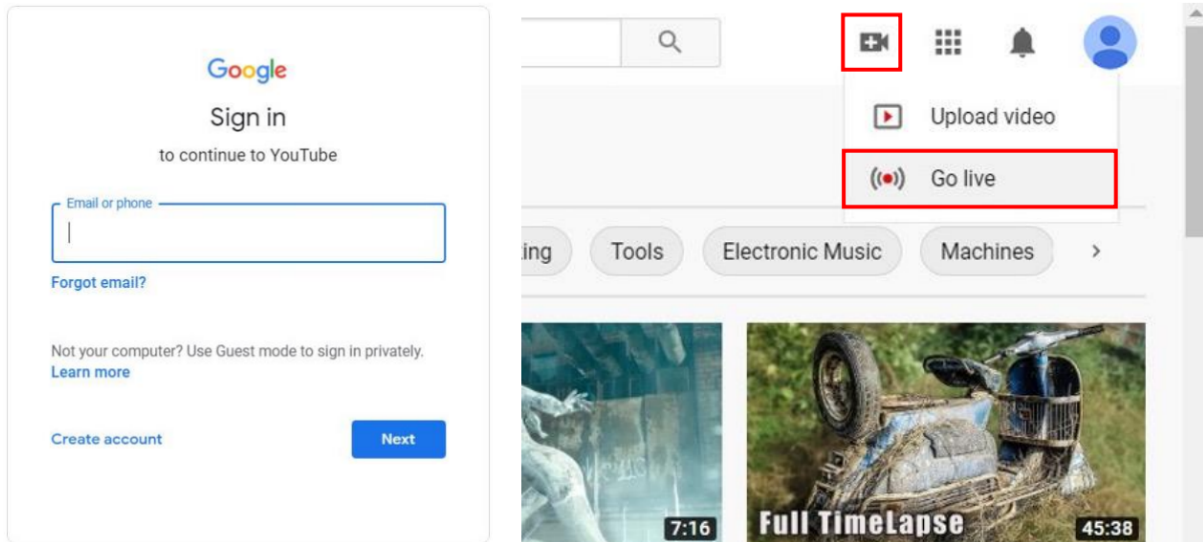 Google
Sign in
to continue to YouTube
Email or phone
Forgot email?
Not your computer? Use Guest mode to sign in privately.
Learn more
Create account
Next
Upload video
Go live
ing
Tools
Electronic Music
Machines
7:16
Full TimeLapse
45:38